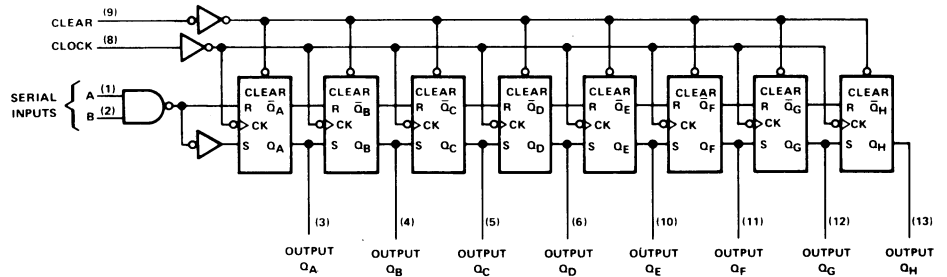 CLEAR (9)
CLOCK (8)
SERIAL INPUTS
A (1)
B (2)
CLEAR CLEAR CLEAR CLEAR CLEAR CLEAR CLEAR CLEAR
R Q̄A R Q̄B R Q̄C R Q̄D R Q̄E R Q̄F R Q̄G R Q̄H
CK CK CK CK CK CK CK CK
S QA S QB S QC S QD S QE S QF S QG S QH
(3) (4) (5) (6) (10) (11) (12) (13)
OUTPUT OUTPUT OUTPUT OUTPUT OUTPUT OUTPUT OUTPUT OUTPUT
QA QB QC QD QE QF QG QH